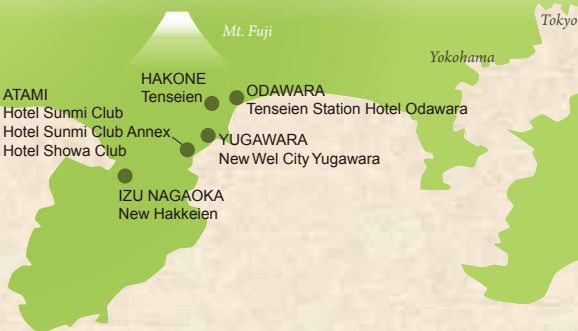 Tokyo
Mt. Fuji
Yokohama
HAKONE
Tenseien
ODAWARA
Tenseien Station Hotel Odawara
ATAMI
Hotel Sunmi Club
Hotel Sunmi Club Annex
Hotel Showa Club
YUGAWARA
New Wel City Yugawara
IZU NAGAOKA
New Hakkeien